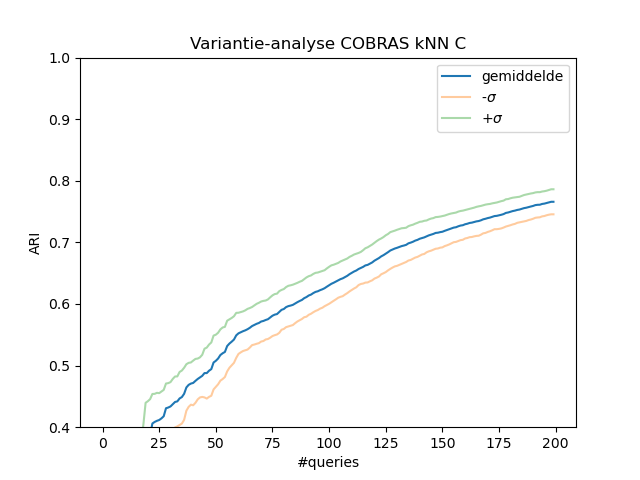 Variantie-analyse COBRAS kNN C
gemiddelde
-σ
+σ
1.0
0.9
0.8
0.7
0.6
0.5
0.4
ARI
0 25 50 75 100 125 150 175 200
#queries